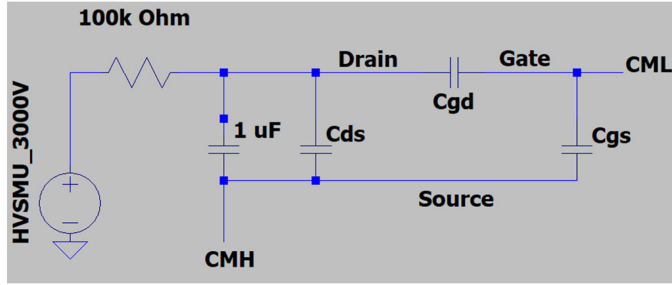 100k Ohm
Drain
Gate
CML
Cgd
HVSMU_3000V
1 uF
Cds
Cgs
Source
CMH